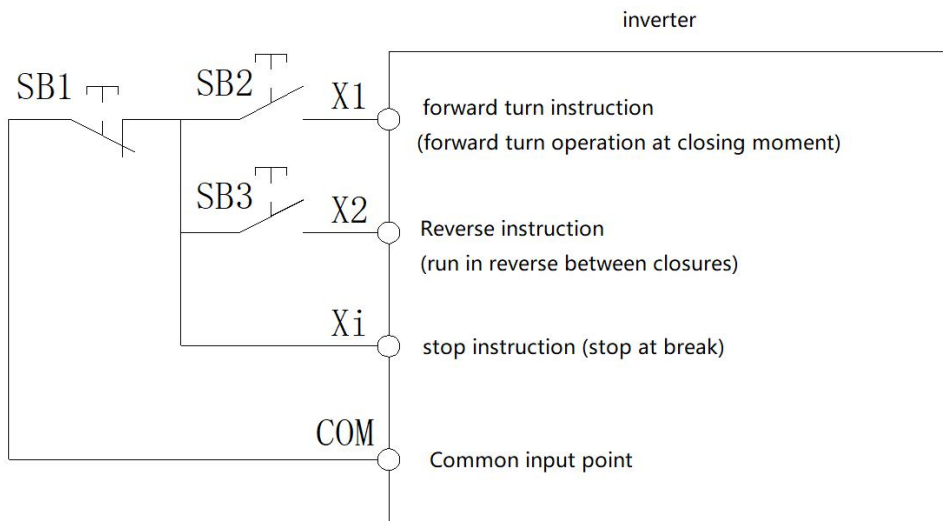 inverter
SB1
SB2
X1
forward turn instruction
(forward turn operation at closing moment)
SB3
X2
Reverse instruction
(run in reverse between closures)
Xi
stop instruction (stop at break)
COM
Common input point